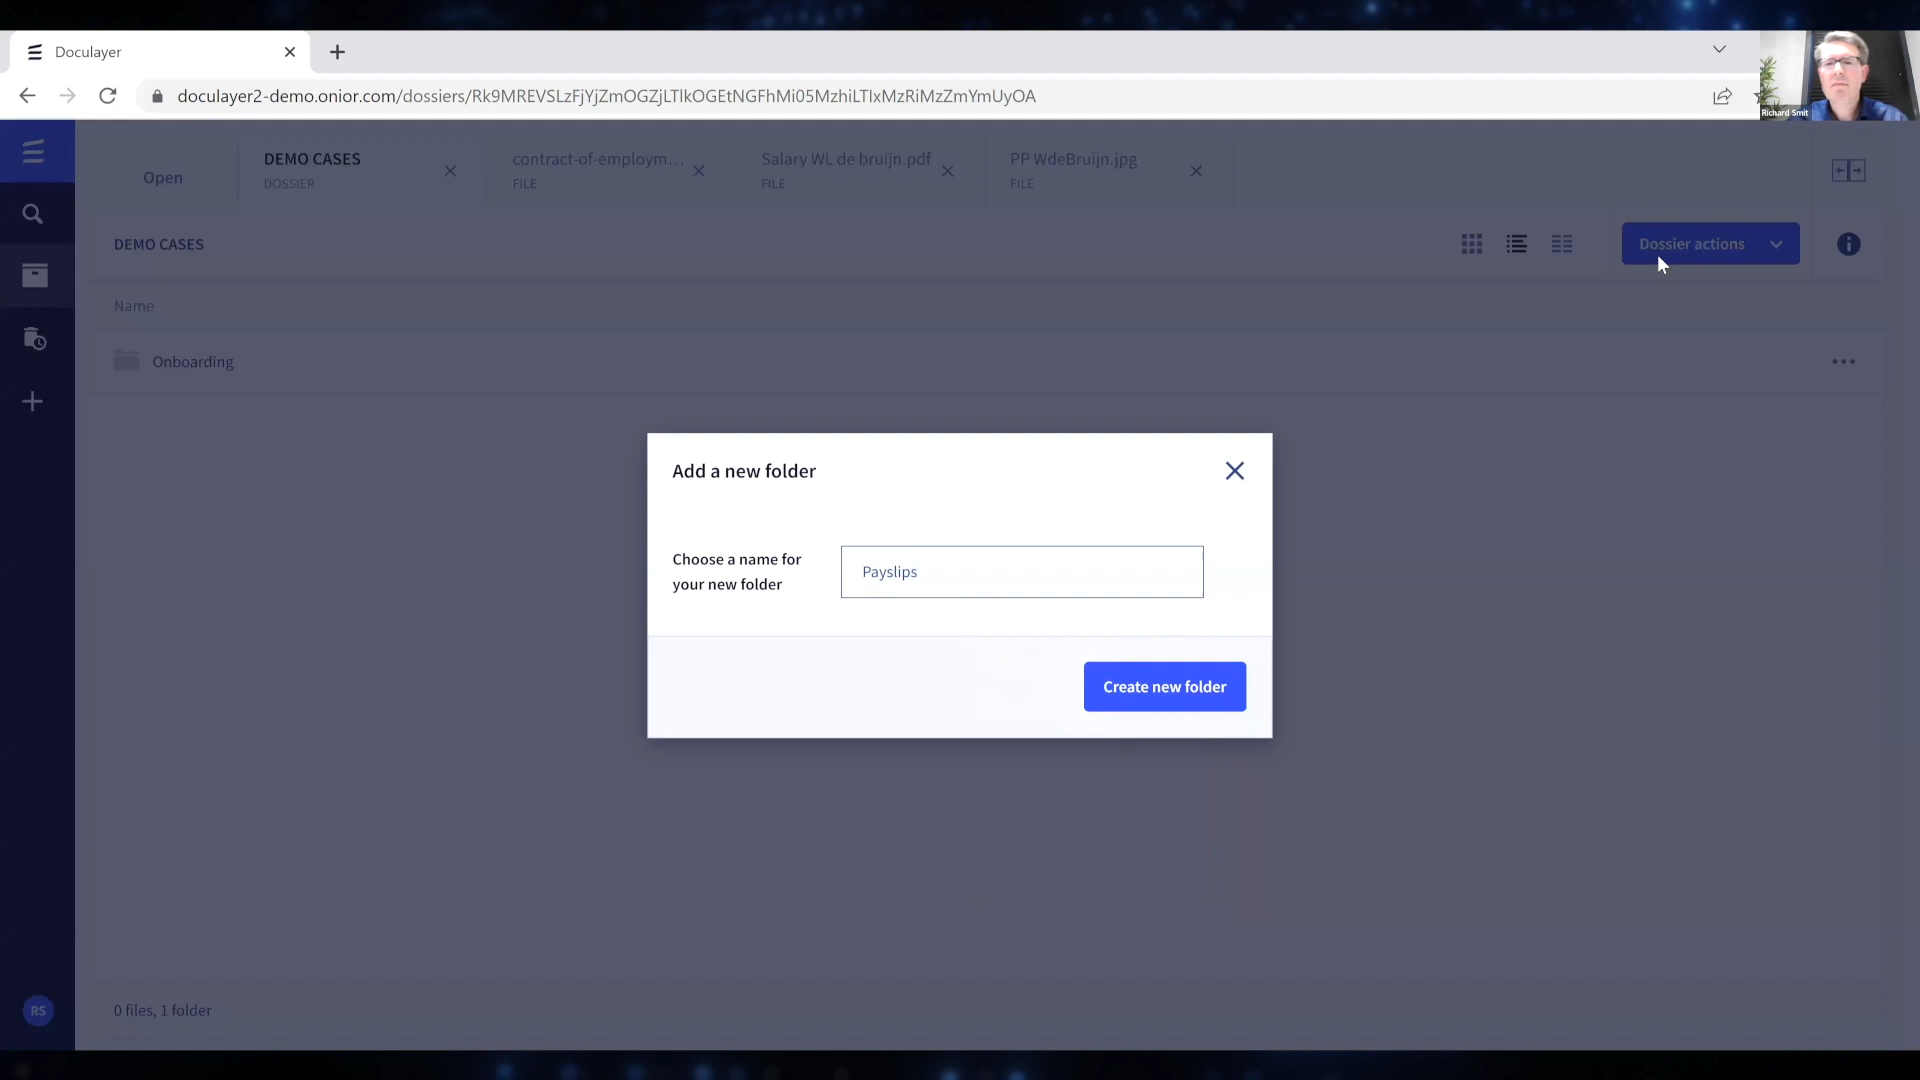 Doculayer
doculayer2-demo.onior.com/dossiers/Rk9MREVSLzFjYjZmOGZjLTlkOGEtNGFhMi05MzhiLTIxMzRiMzZmYmUyOA
Richard Smit
Open
DEMO CASES
DOSSIER
contract-of-employm...
FILE
Salary WL de bruijn.pdf
FILE
PP WdeBruijn.jpg
FILE
DEMO CASES
Dossier actions
Name
Onboarding
Add a new folder
Choose a name for
your new folder
Payslips
Create new folder
0 files, 1 folder
RS